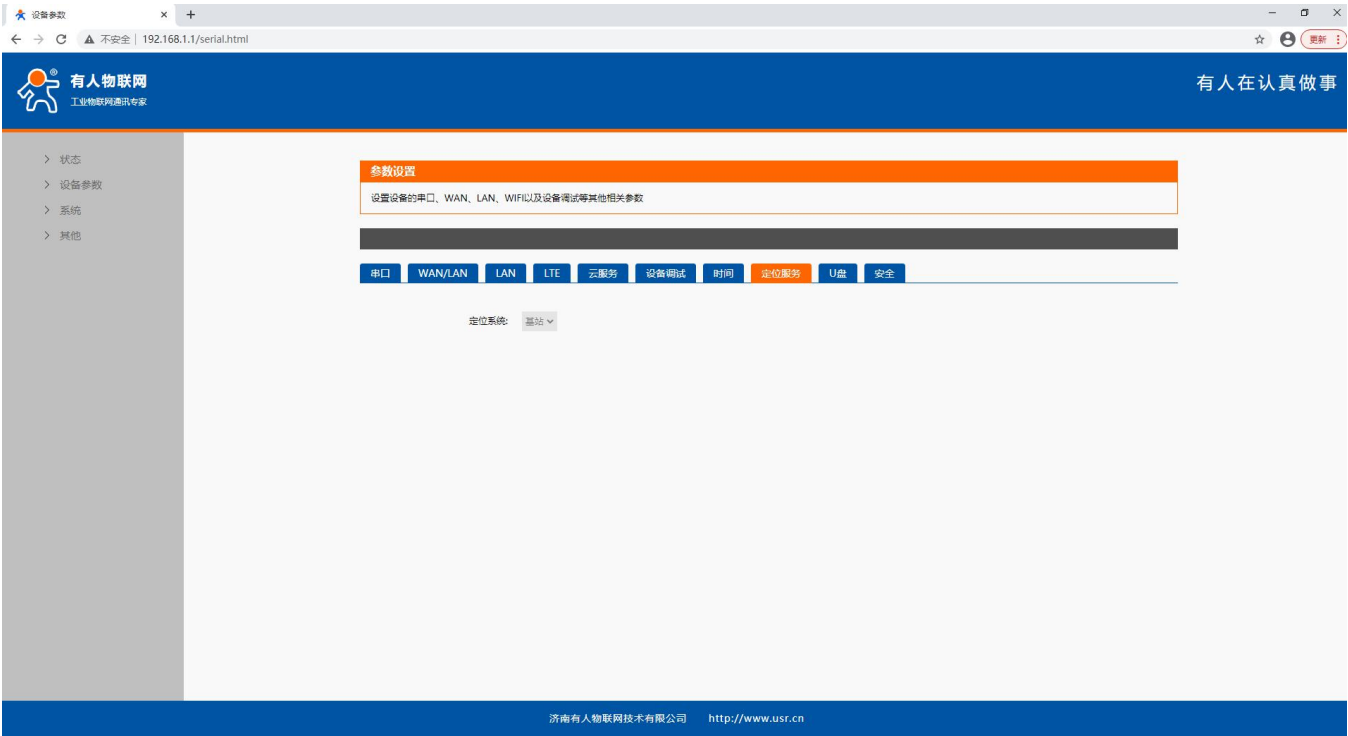 设备参数
不安全 | 192.168.1.1/serial.html
更新
有人物联网
工业物联网通讯专家
有人在认真做事
状态
设备参数
系统
其他
参数设置
设置设备的串口、WAN、LAN、WIFI以及设备调试等其他相关参数
串口 WAN/LAN LAN LTE 云服务 设备调试 时间 定位服务 U盘 安全
定位系统: 基站
济南有人物联网技术有限公司 http://www.usr.cn